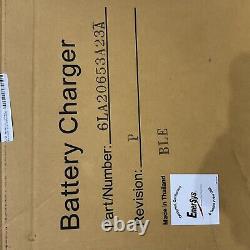 Battery Charger
Part/Number: 6LA20653A23A
Revision: P
BLE
Made in Thailand
EnerSys